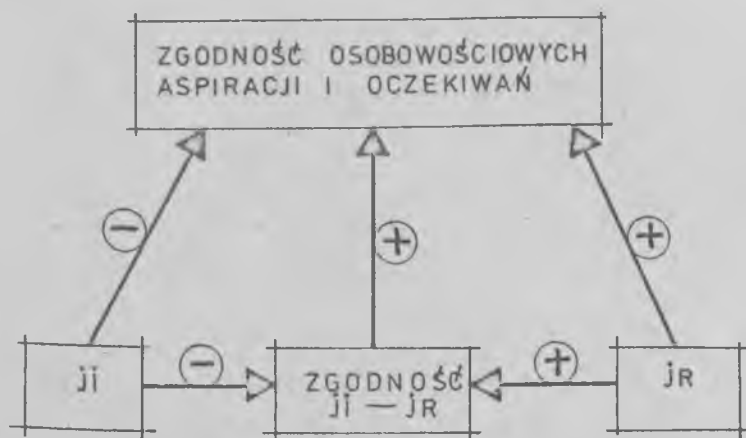 ZGODNOŚĆ OSOBOWOŚCIOWYCH
ASPIRACJI I OCZEKIWAŃ
−
+
+
ji
−
ZGODNOŚĆ
ji — jR
+
jR